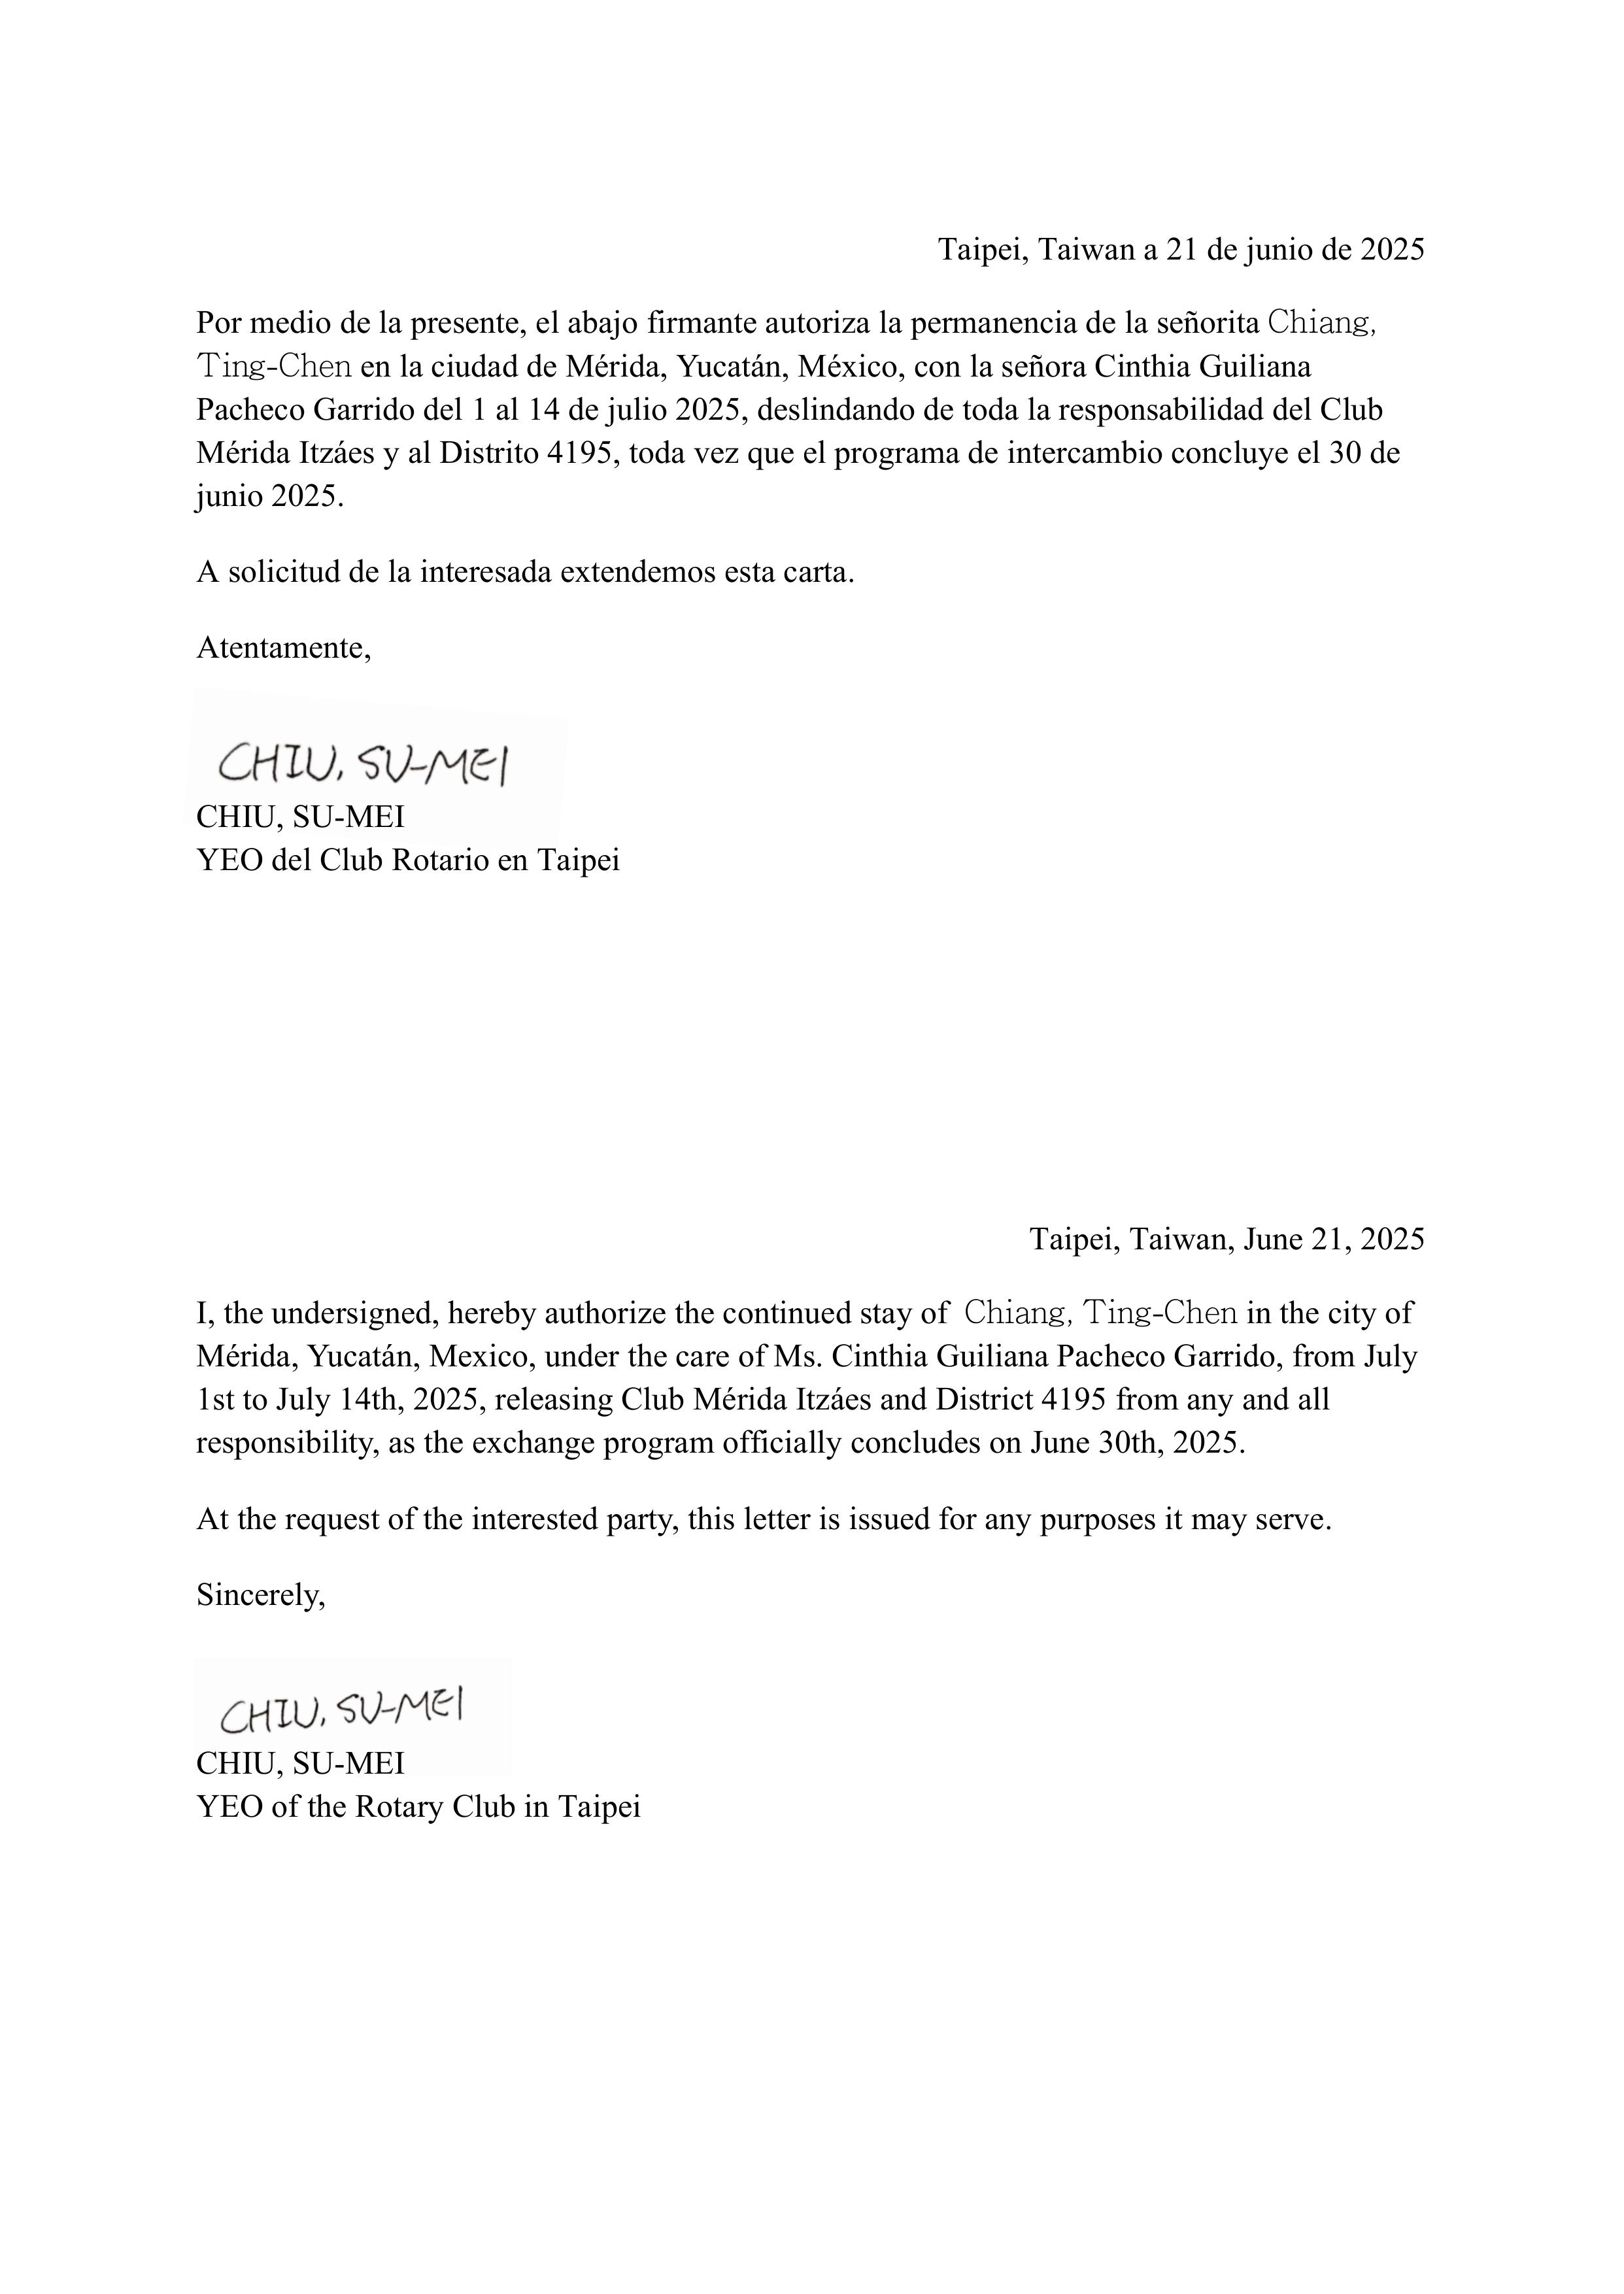 Taipei, Taiwan a 21 de junio de 2025
Por medio de la presente, el abajo firmante autoriza la permanencia de la señorita Chiang,
Ting-Chen en la ciudad de Mérida, Yucatán, México, con la señora Cinthia Guiliana
Pacheco Garrido del 1 al 14 de julio 2025, deslindando de toda la responsabilidad del Club
Mérida Itzáes y al Distrito 4195, toda vez que el programa de intercambio concluye el 30 de
junio 2025.
A solicitud de la interesada extendemos esta carta.
Atentamente,
CHIU, SU-MEI
CHIU, SU-MEI
YEO del Club Rotario en Taipei
Taipei, Taiwan, June 21, 2025
I, the undersigned, hereby authorize the continued stay of Chiang, Ting-Chen in the city of
Mérida, Yucatán, Mexico, under the care of Ms. Cinthia Guiliana Pacheco Garrido, from July
1st to July 14th, 2025, releasing Club Mérida Itzáes and District 4195 from any and all
responsibility, as the exchange program officially concludes on June 30th, 2025.
At the request of the interested party, this letter is issued for any purposes it may serve.
Sincerely,
CHIU, SU-MEI
CHIU, SU-MEI
YEO of the Rotary Club in Taipei